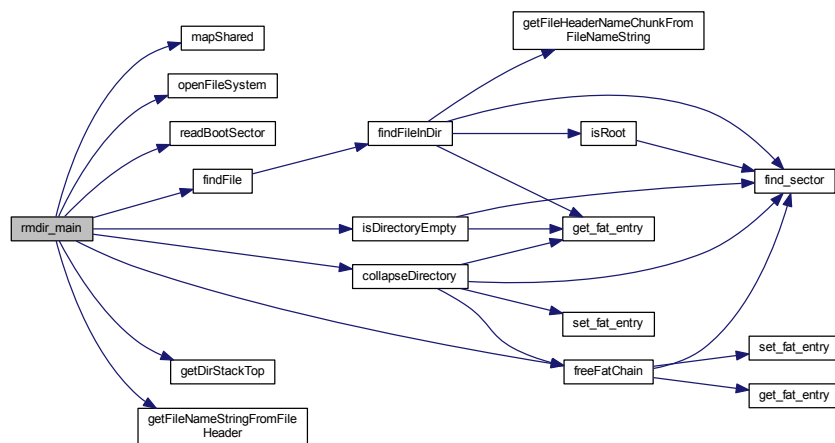 getFileHeaderNameChunkFrom
FileNameString
mapShared
openFileSystem
readBootSector
findFileInDir
isRoot
findFile
find_sector
rmdir_main
isDirectoryEmpty
get_fat_entry
collapseDirectory
set_fat_entry
set_fat_entry
getDirStackTop
freeFatChain
get_fat_entry
getFileNameStringFromFile
Header